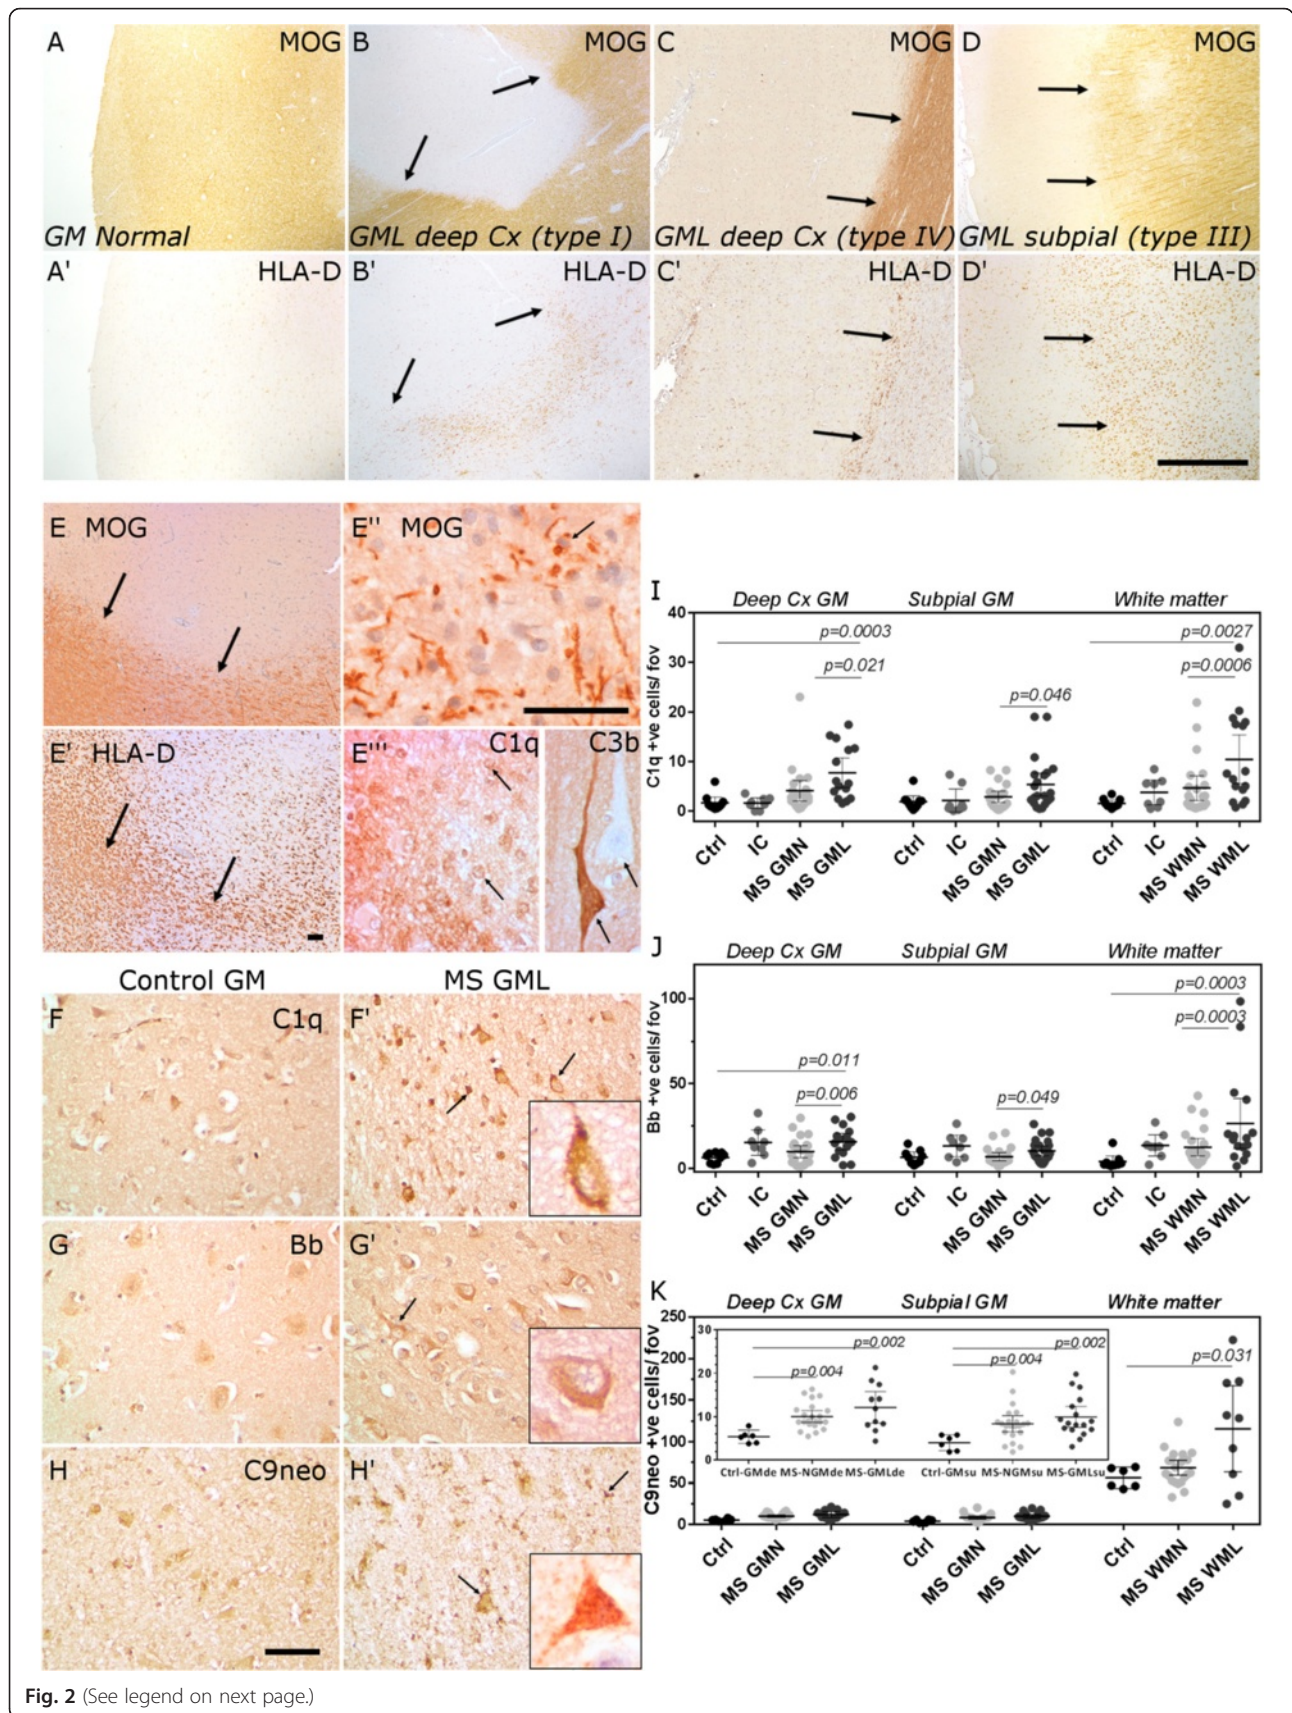 A MOG
B MOG
C MOG
D MOG
GM Normal
GML deep Cx (type I)
GML deep Cx (type IV)
GML subpial (type III)
A' HLA-D
B' HLA-D
C' HLA-D
D' HLA-D
E MOG
E'' MOG
E' HLA-D
E''' C1q
C3b
Control GM
MS GML
F C1q
F'
G Bb
G'
H C9neo
H'
I
Deep Cx GM
Subpial GM
White matter
C1q +ve cells/ fov
40
30
20
10
0
p=0.0003
p=0.021
p=0.046
p=0.0027
p=0.0006
Ctrl
IC
MS GMN
MS GML
Ctrl
IC
MS GMN
MS GML
Ctrl
IC
MS WMN
MS WML
J
Deep Cx GM
Subpial GM
White matter
Bb +ve cells/ fov
100
50
0
p=0.011
p=0.006
p=0.049
p=0.0003
p=0.0003
Ctrl
IC
MS GMN
MS GML
Ctrl
IC
MS GMN
MS GML
Ctrl
IC
MS WMN
MS WML
K
Deep Cx GM
Subpial GM
White matter
C9neo +ve cells/ fov
250
200
150
100
50
0
30
20
10
0
p=0.002
p=0.004
p=0.002
p=0.004
p=0.031
Ctrl-GMde
MS-NGMde
MS-GMLde
Ctrl-GMsu
MS-NGMsu
MS-GMLsu
Ctrl
MS GMN
MS GML
Ctrl
MS GMN
MS GML
Ctrl
MS WMN
MS WML
Fig. 2 (See legend on next page.)